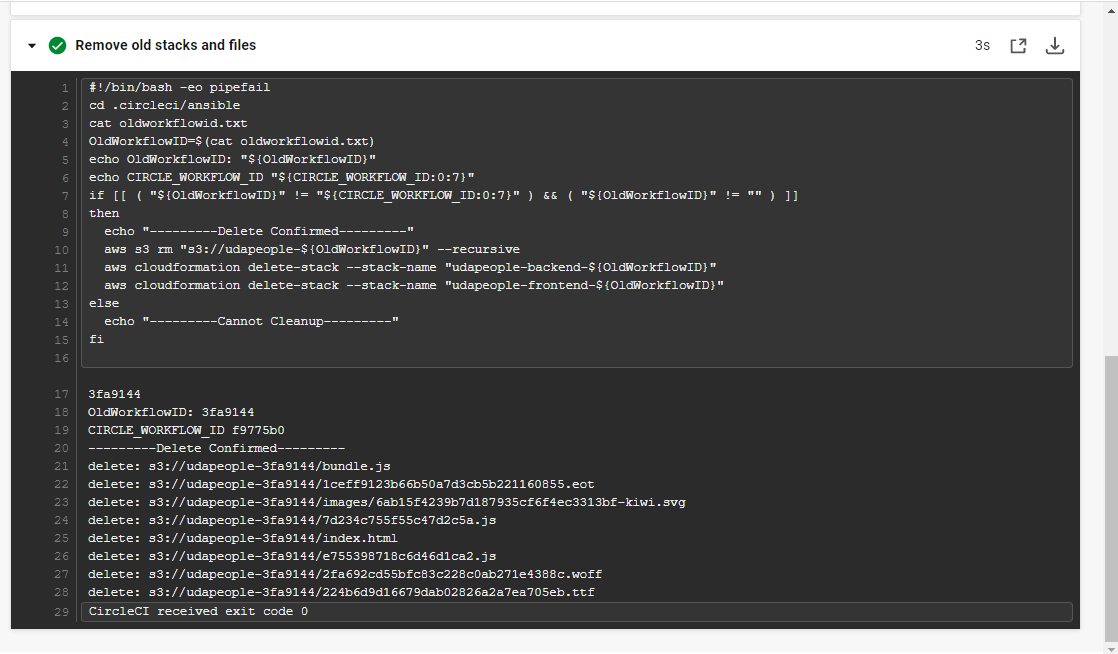 Remove old stacks and files 3s
1 #!/bin/bash -eo pipefail
2 cd .circleci/ansible
3 cat oldworkflowid.txt
4 OldWorkflowID=$(cat oldworkflowid.txt)
5 echo OldWorkflowID: "${OldWorkflowID}"
6 echo CIRCLE_WORKFLOW_ID "${CIRCLE_WORKFLOW_ID:0:7}"
7 if [[ ( "${OldWorkflowID}" != "${CIRCLE_WORKFLOW_ID:0:7}" ) && ( "${OldWorkflowID}" != "" ) ]]
8 then
9   echo "---------Delete Confirmed---------"
10   aws s3 rm "s3://udapeople-${OldWorkflowID}" --recursive
11   aws cloudformation delete-stack --stack-name "udapeople-backend-${OldWorkflowID}"
12   aws cloudformation delete-stack --stack-name "udapeople-frontend-${OldWorkflowID}"
13 else
14   echo "---------Cannot Cleanup---------"
15 fi
16
17 3fa9144
18 OldWorkflowID: 3fa9144
19 CIRCLE_WORKFLOW_ID f9775b0
20 ---------Delete Confirmed---------
21 delete: s3://udapeople-3fa9144/bundle.js
22 delete: s3://udapeople-3fa9144/1ceff9123b66b50a7d3cb5b221160855.eot
23 delete: s3://udapeople-3fa9144/images/6ab15f4239b7d187935cf6f4ec3313bf-kiwi.svg
24 delete: s3://udapeople-3fa9144/7d234c755f55c47d2c5a.js
25 delete: s3://udapeople-3fa9144/index.html
26 delete: s3://udapeople-3fa9144/e755398718c6d46d1ca2.js
27 delete: s3://udapeople-3fa9144/2fa692cd55bfc83c228c0ab271e4388c.woff
28 delete: s3://udapeople-3fa9144/224b6d9d16679dab02826a2a7ea705eb.ttf
29 CircleCI received exit code 0